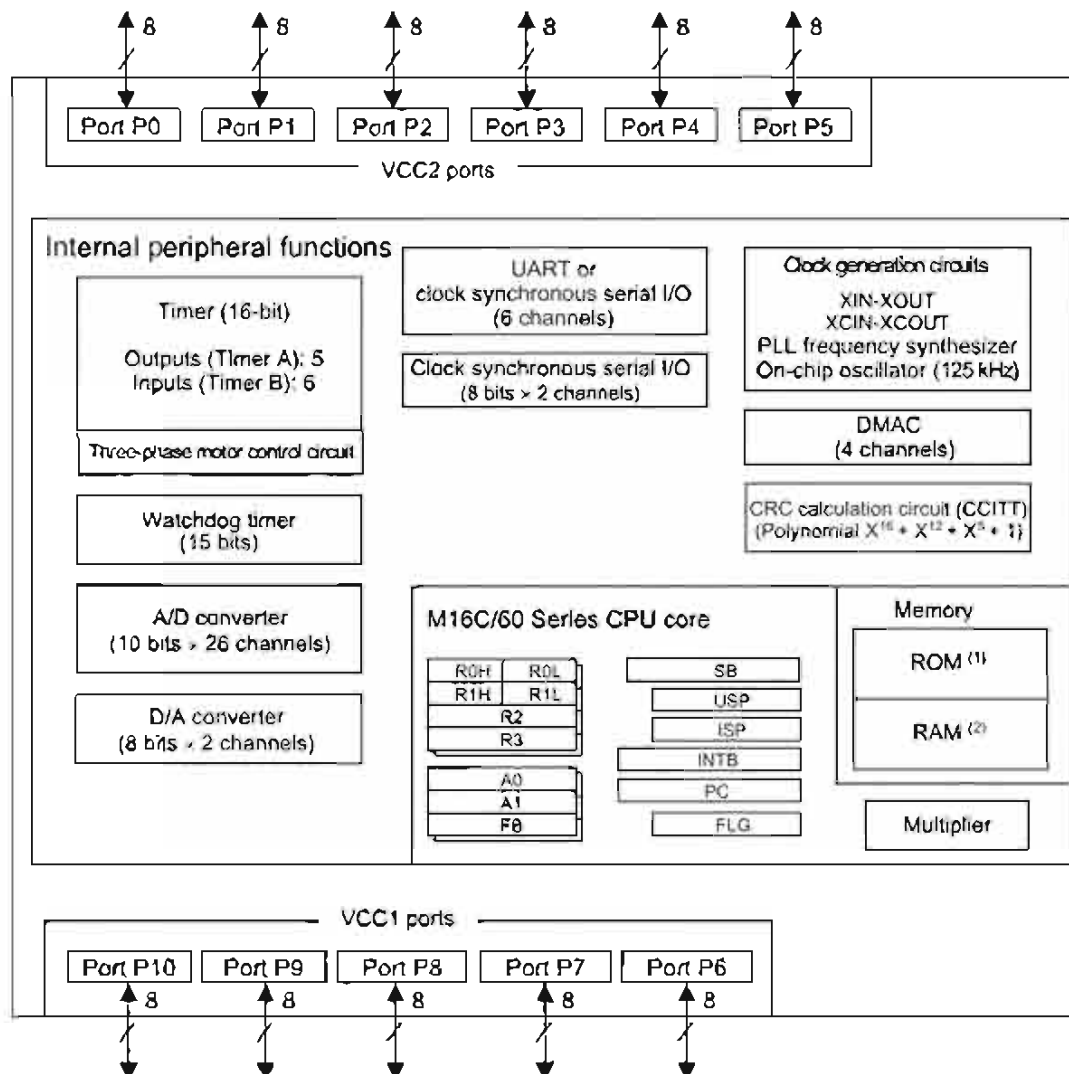 8 8 8 8 8 8
Port P0 Port P1 Port P2 Port P3 Port P4 Port P5
VCC2 ports
Internal peripheral functions
Timer (16-bit)
Outputs (Timer A): 5
Inputs (Timer B): 6
Three-phase motor control circuit
Watchdog timer
(15 bits)
A/D converter
(10 bits × 26 channels)
D/A converter
(8 bits × 2 channels)
UART or
clock synchronous serial I/O
(6 channels)
Clock synchronous serial I/O
(8 bits × 2 channels)
Clock generation circuits
XIN-XOUT
XCIN-XCOUT
PLL frequency synthesizer
On-chip oscillator (125 kHz)
DMAC
(4 channels)
CRC calculation circuit (CCITT)
(Polynomial X¹⁶ + X¹² + X⁵ + 1)
M16C/60 Series CPU core
R0H R0L
R1H R1L
R2
R3
A0
A1
FB
SB
USP
ISP
INTB
PC
FLG
Memory
ROM (1)
RAM (2)
Multiplier
VCC1 ports
Port P10 Port P9 Port P8 Port P7 Port P6
8 8 8 8 8